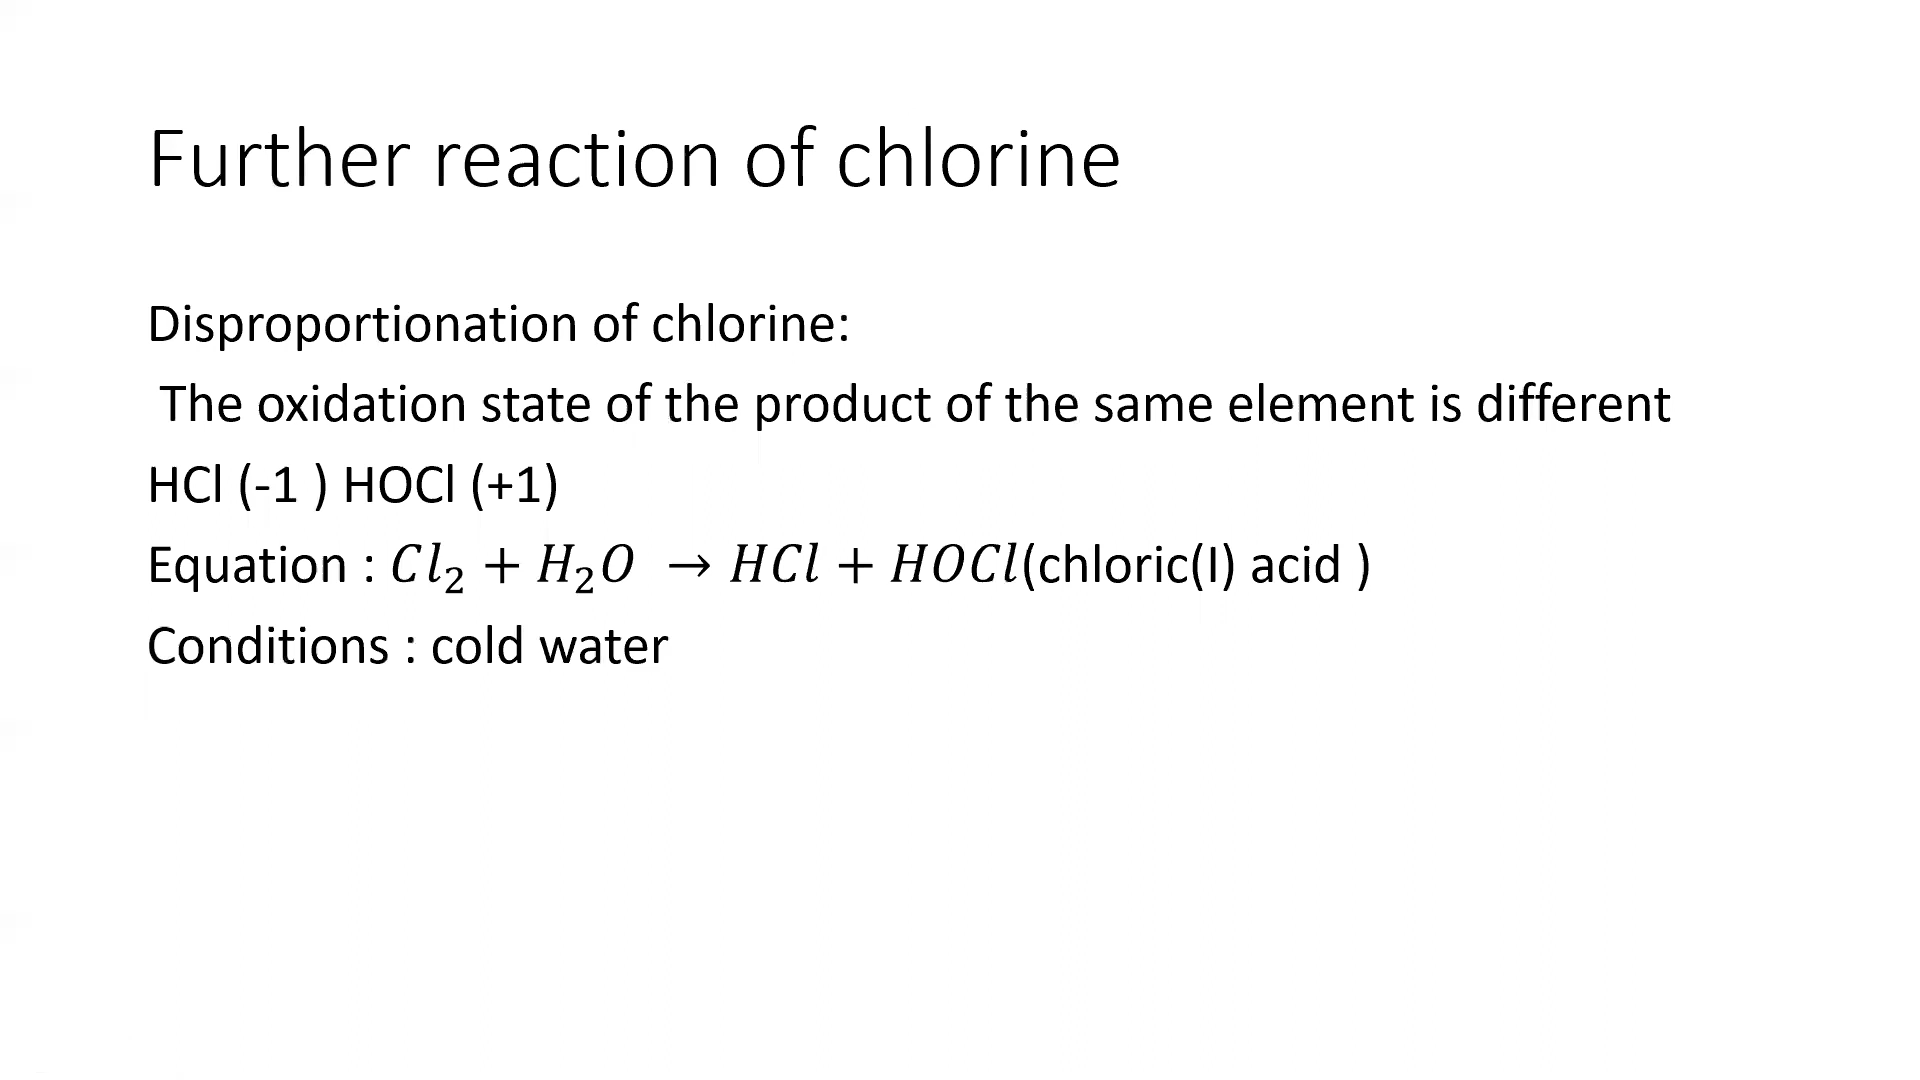 Further reaction of chlorine
Disproportionation of chlorine:
The oxidation state of the product of the same element is different
HCl (-1 ) HOCl (+1)
Equation : Cl₂ + H₂O → HCl + HOCl(chloric(I) acid )
Conditions : cold water